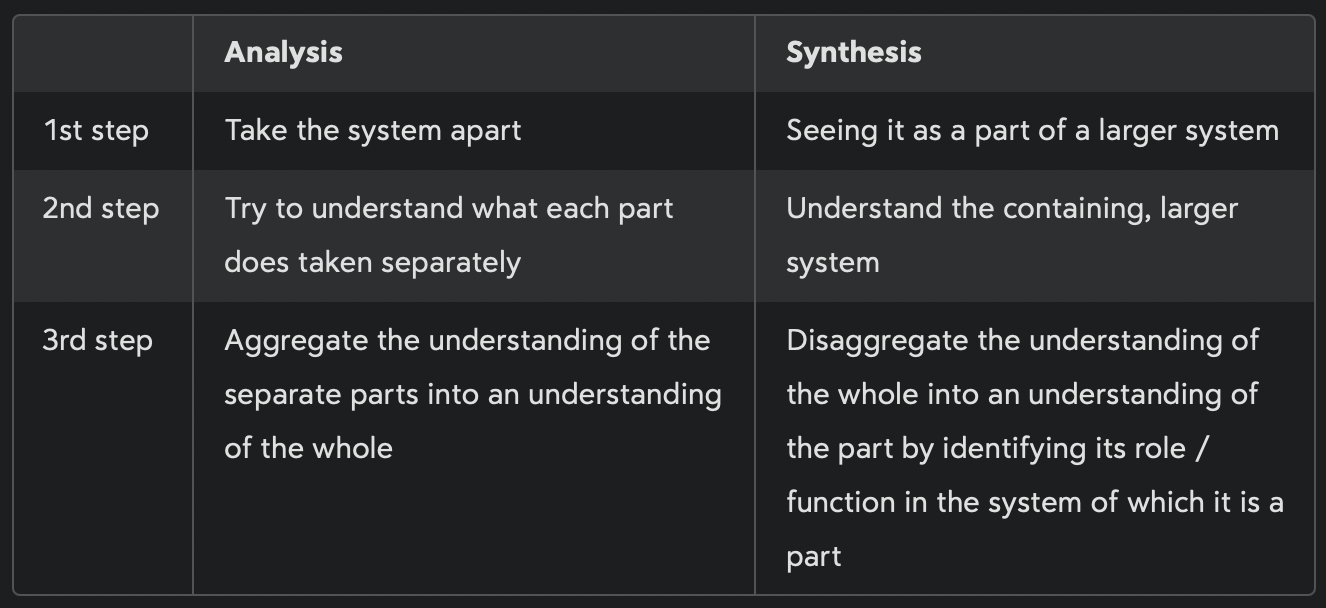 Analysis Synthesis
1st step Take the system apart Seeing it as a part of a larger system
2nd step Try to understand what each part Understand the containing, larger
does taken separately system
3rd step Aggregate the understanding of the Disaggregate the understanding of
separate parts into an understanding the whole into an understanding of
of the whole the part by identifying its role /
function in the system of which it is a
part